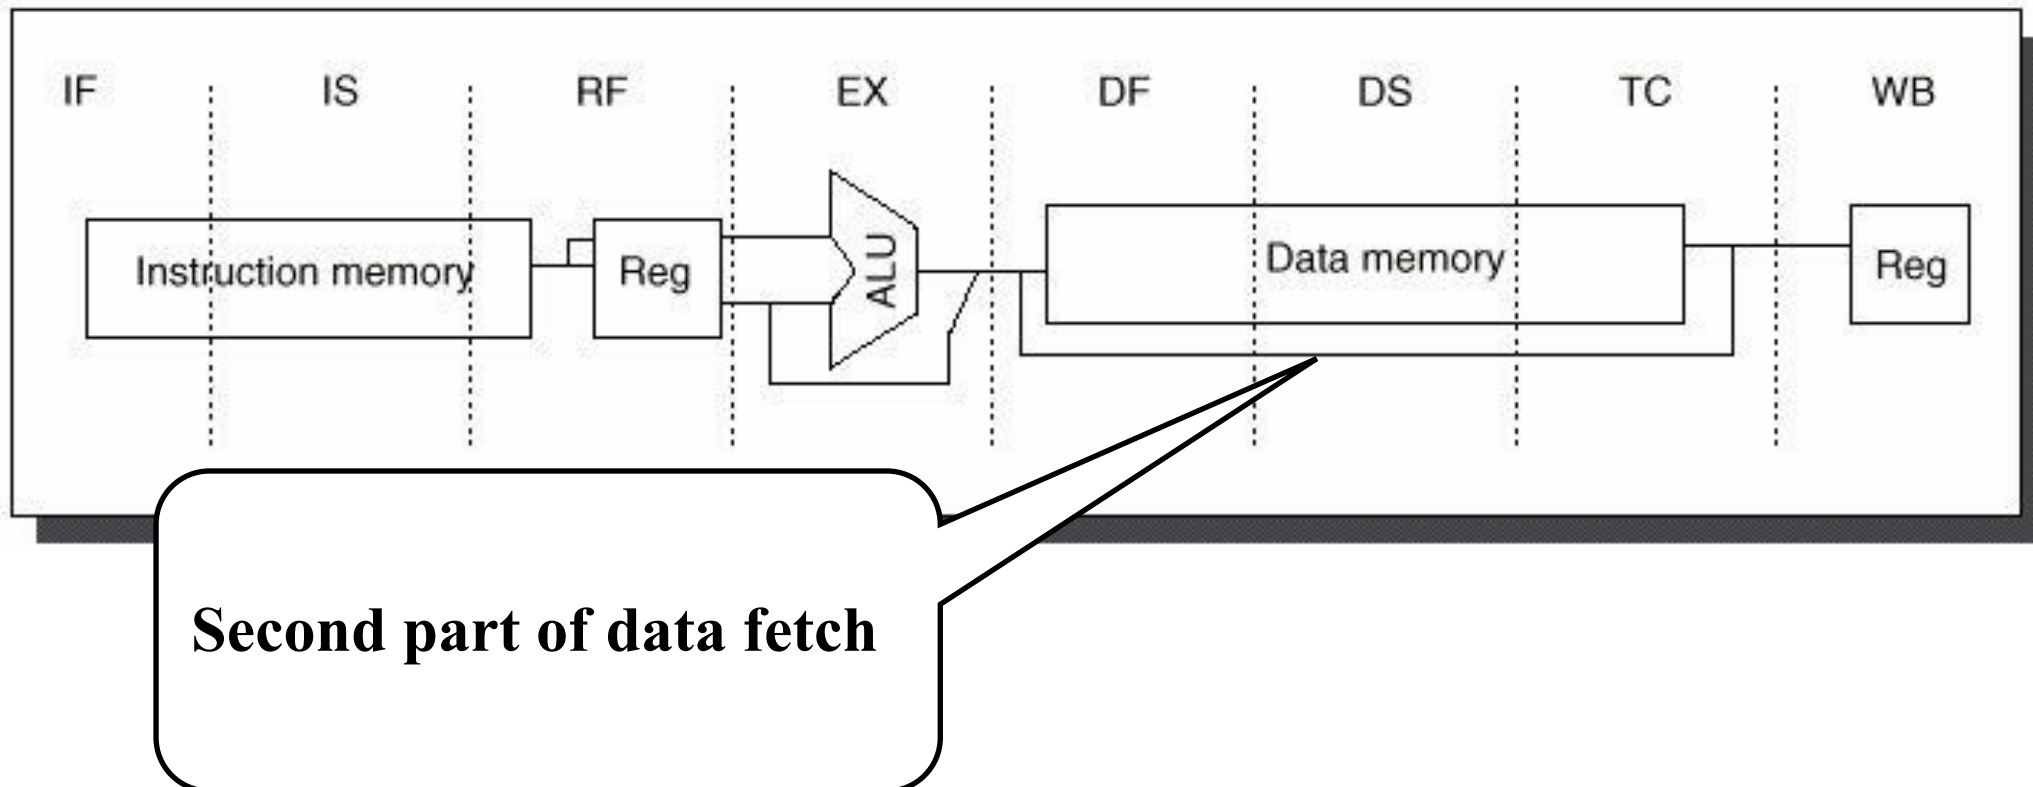 IF IS RF EX DF DS TC WB
Instruction memory Reg ALU Data memory Reg
Second part of data fetch